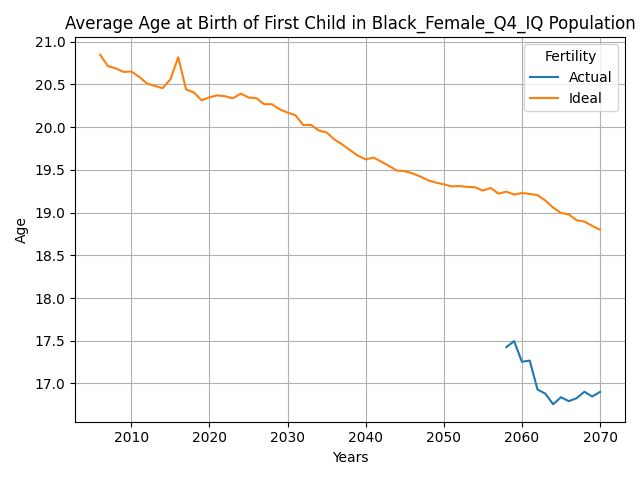 Average Age at Birth of First Child in Black_Female_Q4_IQ Population
Fertility
Actual
Ideal
Age
21.0
20.5
20.0
19.5
19.0
18.5
18.0
17.5
17.0
2010 2020 2030 2040 2050 2060 2070
Years